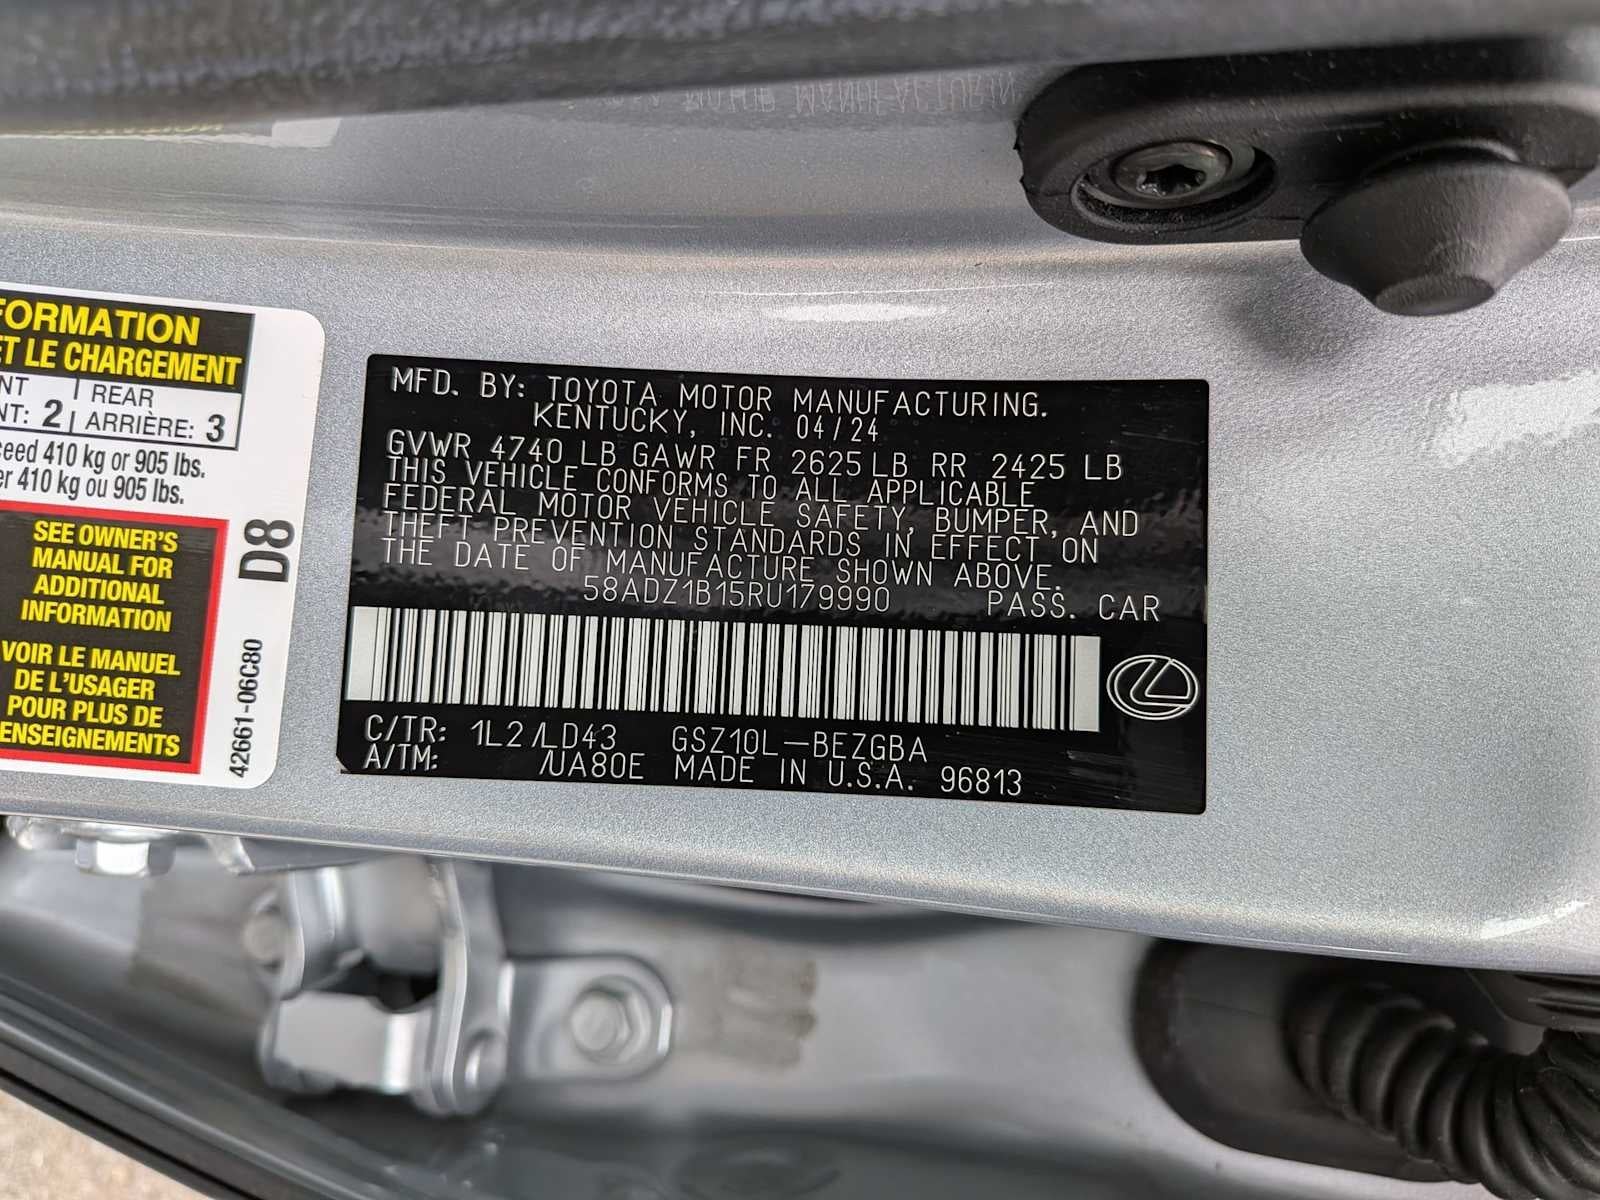 FORMATION
ET LE CHARGEMENT
NT | REAR
NT: 2 | ARRIÈRE: 3
ceed 410 kg or 905 lbs.
er 410 kg ou 905 lbs.
SEE OWNER'S
MANUAL FOR
ADDITIONAL
INFORMATION
VOIR LE MANUEL
DE L'USAGER
POUR PLUS DE
ENSEIGNEMENTS
D8
42661-06C80
MFD. BY: TOYOTA MOTOR MANUFACTURING.
KENTUCKY, INC. 04/24
GVWR 4740 LB GAWR FR 2625 LB RR 2425 LB
THIS VEHICLE CONFORMS TO ALL APPLICABLE
FEDERAL MOTOR VEHICLE SAFETY, BUMPER, AND
THEFT PREVENTION STANDARDS IN EFFECT ON
THE DATE OF MANUFACTURE SHOWN ABOVE.
58ADZ1B15RU179990 PASS. CAR
C/TR: 1L2/LD43 GSZ10L-BEZGBA
A/TM: /UA80E MADE IN U.S.A. 96813